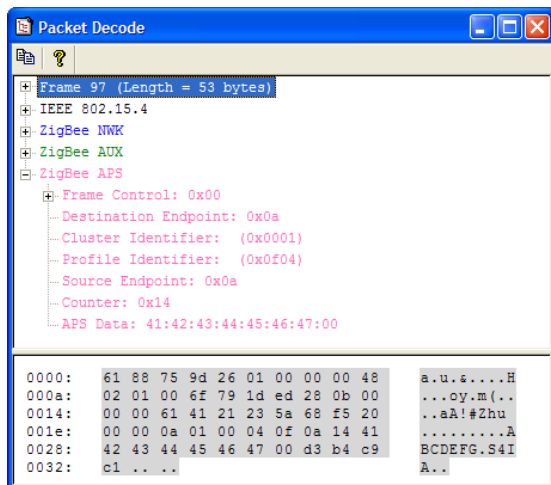 Packet Decode
Frame 97 (Length = 53 bytes)
IEEE 802.15.4
ZigBee NWK
ZigBee AUX
ZigBee APS
Frame Control: 0x00
Destination Endpoint: 0x0a
Cluster Identifier:  (0x0001)
Profile Identifier:  (0x0f04)
Source Endpoint: 0x0a
Counter: 0x14
APS Data: 41:42:43:44:45:46:47:00
0000: 61 88 75 9d 26 01 00 00 00 48 a.u.&....H
000a: 02 01 00 6f 79 1d ed 28 0b 00 ...oy.m(..
0014: 00 00 61 41 21 23 5a 68 f5 20 ..aA!#Zhu
001e: 00 00 0a 01 00 04 0f 0a 14 41 .........A
0028: 42 43 44 45 46 47 00 d3 b4 c9 BCDEFG.S4I
0032: c1 .. .. A..